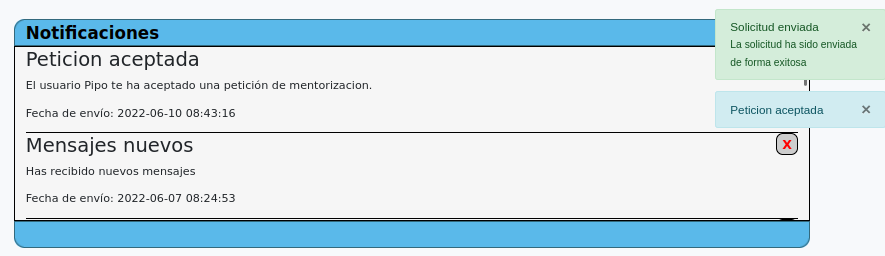 Notificaciones
Peticion aceptada
El usuario Pipo te ha aceptado una petición de mentorizacion.
Fecha de envío: 2022-06-10 08:43:16
Mensajes nuevos
X
Has recibido nuevos mensajes
Fecha de envío: 2022-06-07 08:24:53
Solicitud enviada ×
La solicitud ha sido enviada
de forma exitosa
Peticion aceptada ×